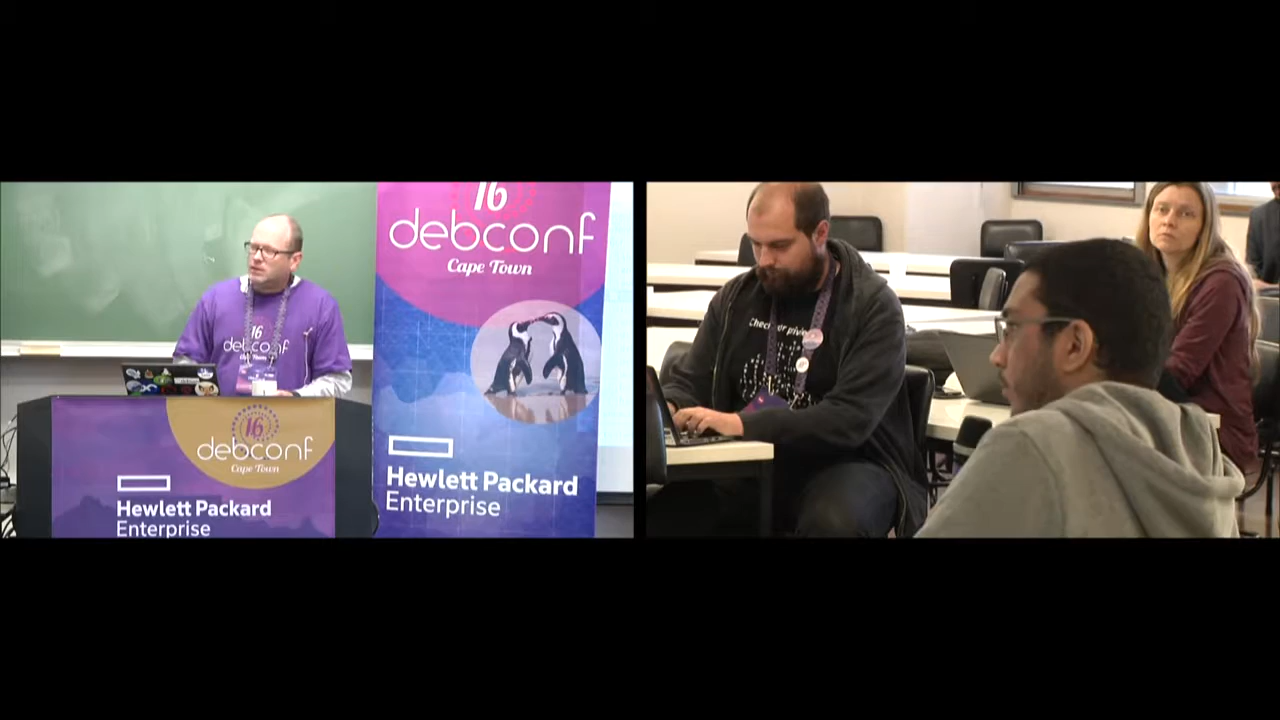 16
debconf
Cape Town
16
debconf
Cape Town
Hewlett Packard
Enterprise
16
debconf
Cape Town
Hewlett Packard
Enterprise